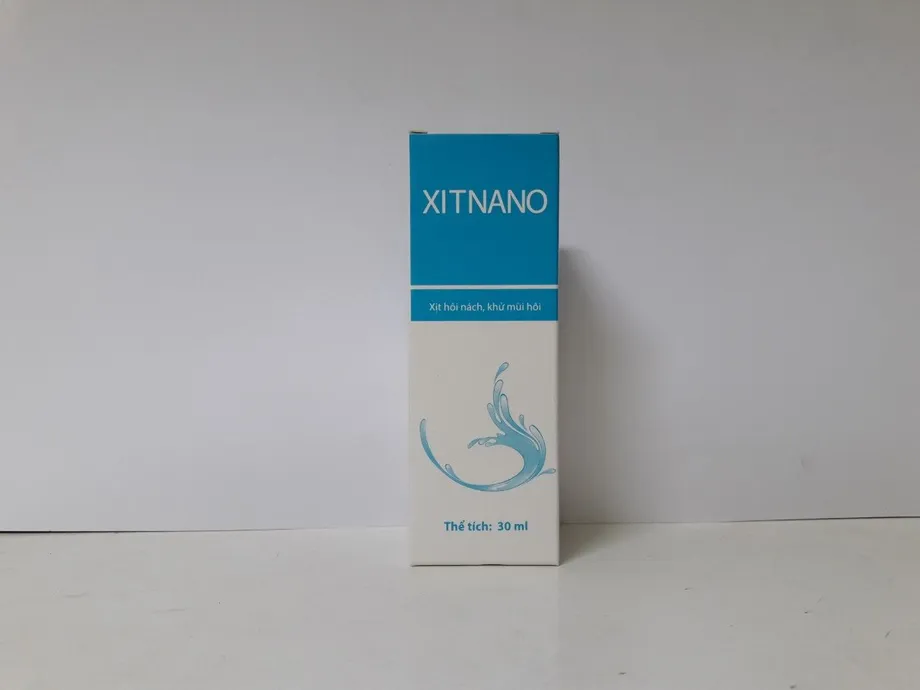 XITNANO
Xịt hôi nách, khử mùi hôi
Thể tích: 30 ml